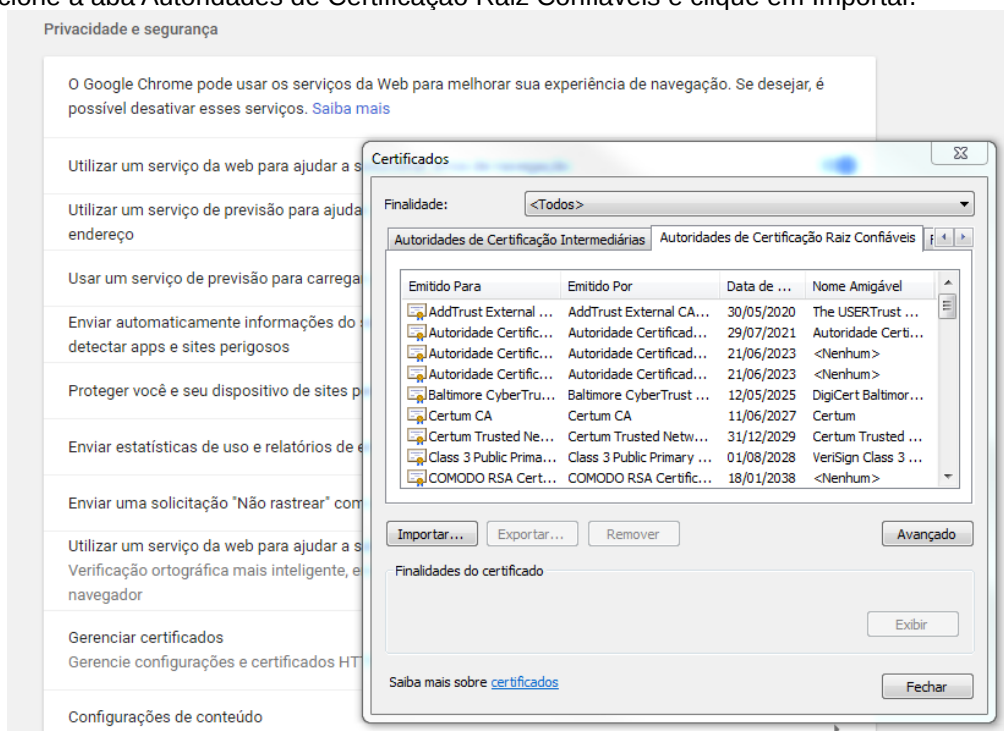 cione a aba Autoridades de Certificação Raiz Confiáveis e clique em Importar.
Privacidade e segurança
O Google Chrome pode usar os serviços da Web para melhorar sua experiência de navegação. Se desejar, é
possível desativar esses serviços. Saiba mais
Utilizar um serviço da web para ajudar a s
Utilizar um serviço de previsão para ajuda
endereço
Usar um serviço de previsão para carrega
Enviar automaticamente informações do
detectar apps e sites perigosos
Proteger você e seu dispositivo de sites p
Enviar estatísticas de uso e relatórios de e
Enviar uma solicitação "Não rastrear" com
Utilizar um serviço da web para ajudar a s
Verificação ortográfica mais inteligente, e
navegador
Gerenciar certificados
Gerencie configurações e certificados HT
Configurações de conteúdo
Certificados
Finalidade: <Todos>
Autoridades de Certificação Intermediárias Autoridades de Certificação Raiz Confiáveis
Emitido Para Emitido Por Data de ... Nome Amigável
AddTrust External ... AddTrust External CA... 30/05/2020 The USERTrust ...
Autoridade Certific... Autoridade Certificad... 29/07/2021 Autoridade Certi...
Autoridade Certific... Autoridade Certificad... 21/06/2023 <Nenhum>
Autoridade Certific... Autoridade Certificad... 21/06/2023 <Nenhum>
Baltimore CyberTru... Baltimore CyberTrust ... 12/05/2025 DigiCert Baltimor...
Certum CA Certum CA 11/06/2027 Certum
Certum Trusted Ne... Certum Trusted Netw... 31/12/2029 Certum Trusted ...
Class 3 Public Prima... Class 3 Public Primary ... 01/08/2028 VeriSign Class 3 ...
COMODO RSA Cert... COMODO RSA Certific... 18/01/2038 <Nenhum>
Importar... Exportar... Remover Avançado
Finalidades do certificado
Exibir
Saiba mais sobre certificados
Fechar